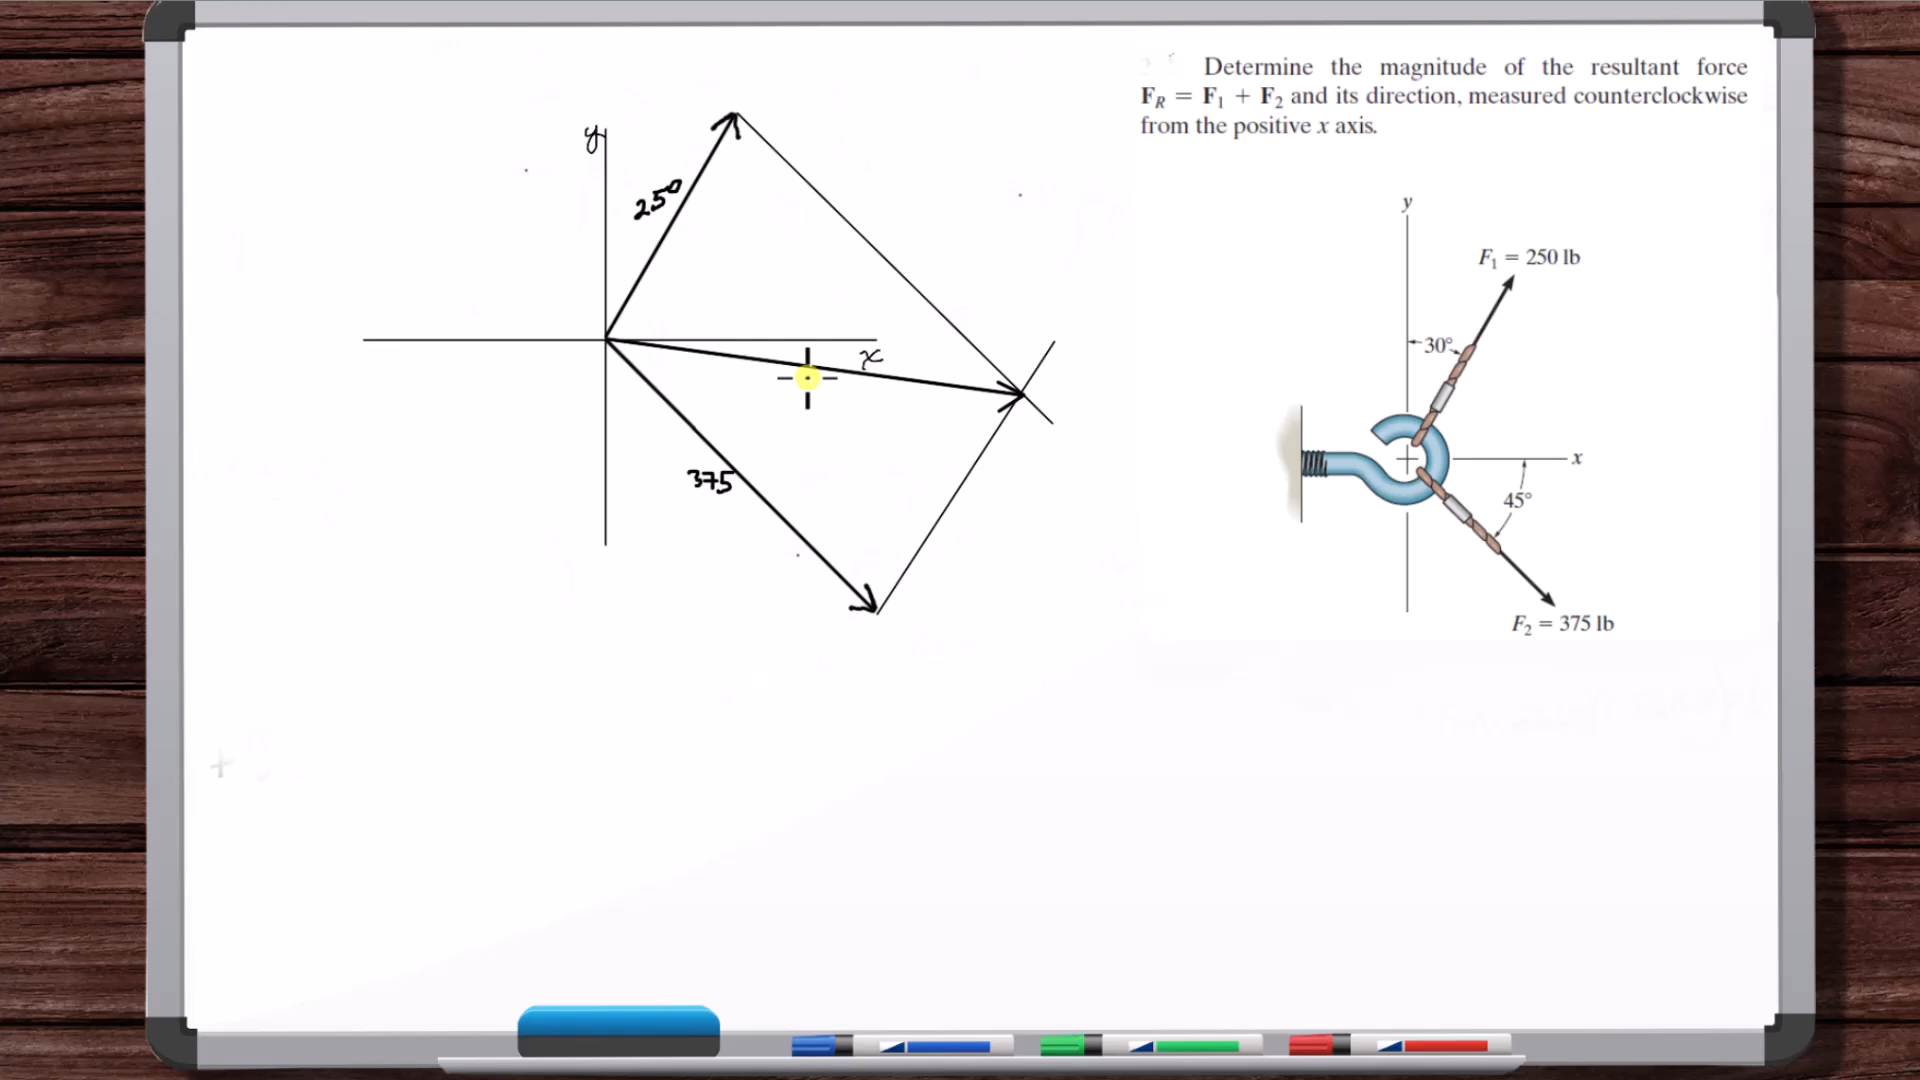 Determine the magnitude of the resultant force
F_R = F_1 + F_2 and its direction, measured counterclockwise
from the positive x axis.
y
250
x
375
y
F_1 = 250 lb
30°
x
45°
F_2 = 375 lb